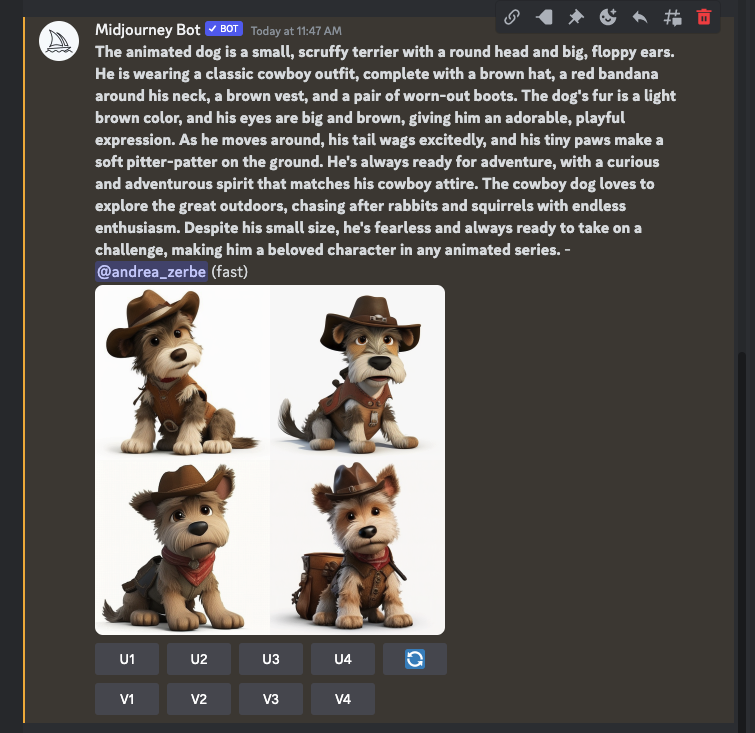 Midjourney Bot ✓ BOT Today at 11:47 AM
The animated dog is a small, scruffy terrier with a round head and big, floppy ears.
He is wearing a classic cowboy outfit, complete with a brown hat, a red bandana
around his neck, a brown vest, and a pair of worn-out boots. The dog's fur is a light
brown color, and his eyes are big and brown, giving him an adorable, playful
expression. As he moves around, his tail wags excitedly, and his tiny paws make a
soft pitter-patter on the ground. He's always ready for adventure, with a curious
and adventurous spirit that matches his cowboy attire. The cowboy dog loves to
explore the great outdoors, chasing after rabbits and squirrels with endless
enthusiasm. Despite his small size, he's fearless and always ready to take on a
challenge, making him a beloved character in any animated series. -
@andrea_zerbe (fast)
U1 U2 U3 U4
V1 V2 V3 V4